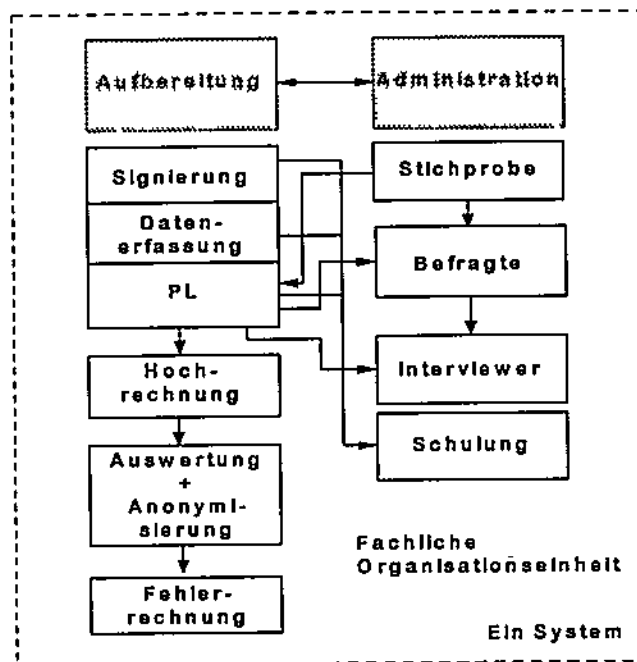 Aufbereitung
Administration
Signierung
Daten-
erfassung
PL
Hoch-
rechnung
Auswertung
+
Anonymi-
sierung
Fehler-
rechnung
Stichprobe
Befragte
Interviewer
Schulung
Fachliche
Organisationseinheit
Ein System